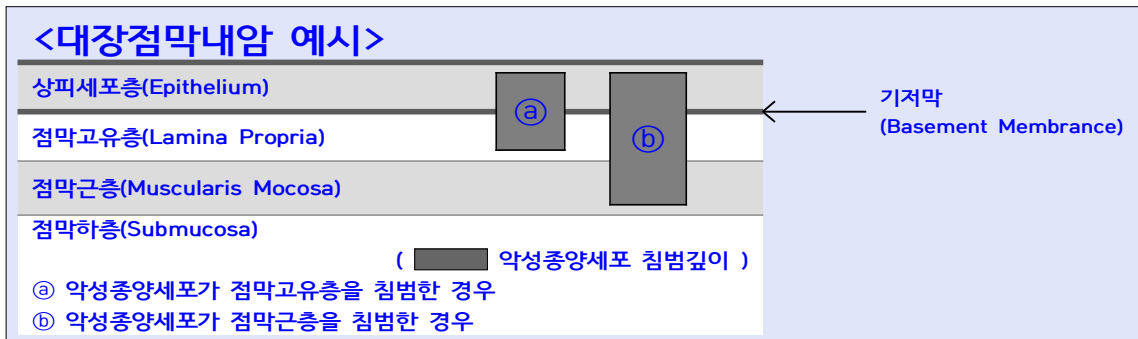 <대장점막내암 예시>
상피세포층(Epithelium)
ⓐ
기저막
(Basement Membrance)
점막고유층(Lamina Propria)
ⓑ
점막근층(Muscularis Mocosa)
점막하층(Submucosa)
( 악성종양세포 침범깊이 )
ⓐ 악성종양세포가 점막고유층을 침범한 경우
ⓑ 악성종양세포가 점막근층을 침범한 경우